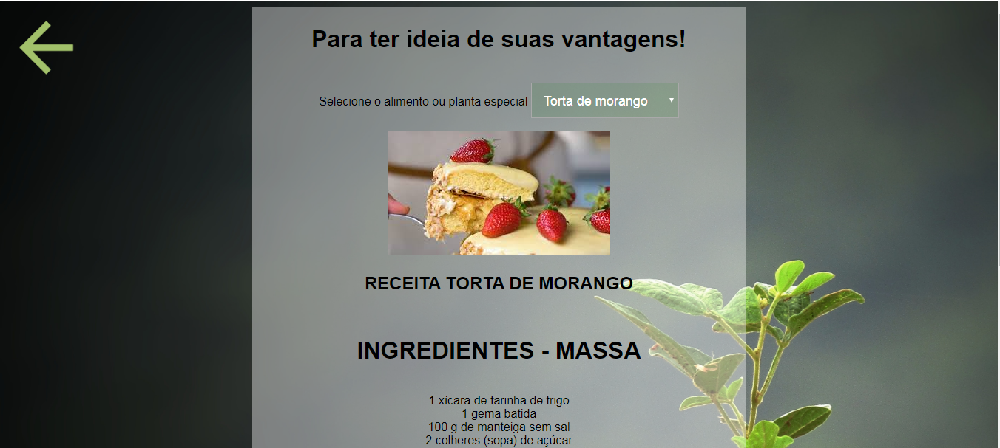 Para ter ideia de suas vantagens!
Selecione o alimento ou planta especial Torta de morango
RECEITA TORTA DE MORANGO
INGREDIENTES - MASSA
1 xícara de farinha de trigo
1 gema batida
100 g de manteiga sem sal
2 colheres (sopa) de açúcar